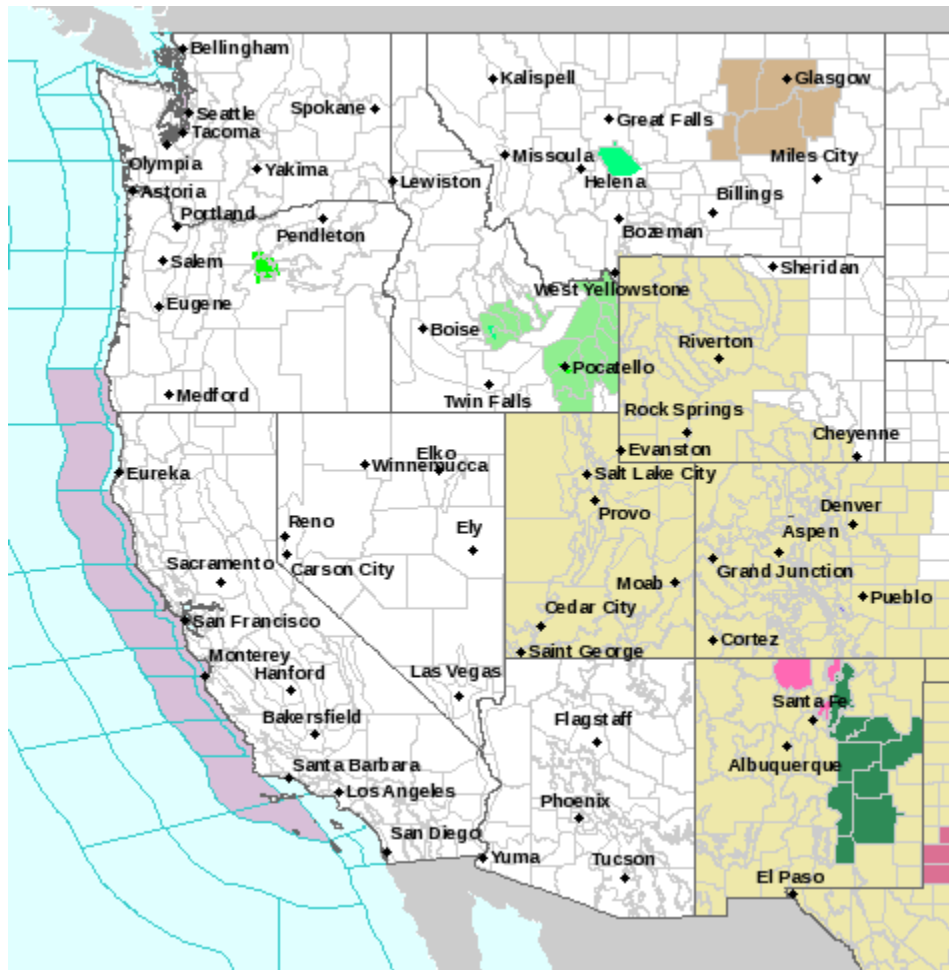 Bellingham
Kalispell
Glasgow
Spokane
Seattle
Great Falls
Tacoma
Olympia
Missoula
Miles City
Yakima
Helena
Lewiston
Astoria
Billings
Portland
Pendleton
Bozeman
Salem
Sheridan
West Yellowstone
Eugene
Boise
Riverton
Pocatello
Medford
Twin Falls
Rock Springs
Cheyenne
Evanston
Elko
Winnemucca
Eureka
Salt Lake City
Provo
Denver
Reno
Ely
Aspen
Sacramento
Carson City
Grand Junction
Moab
Pueblo
Cedar City
San Francisco
Cortez
Saint George
Monterey
Hanford
Las Vegas
Santa Fe
Bakersfield
Flagstaff
Albuquerque
Santa Barbara
Los Angeles
Phoenix
San Diego
Yuma
Tucson
El Paso